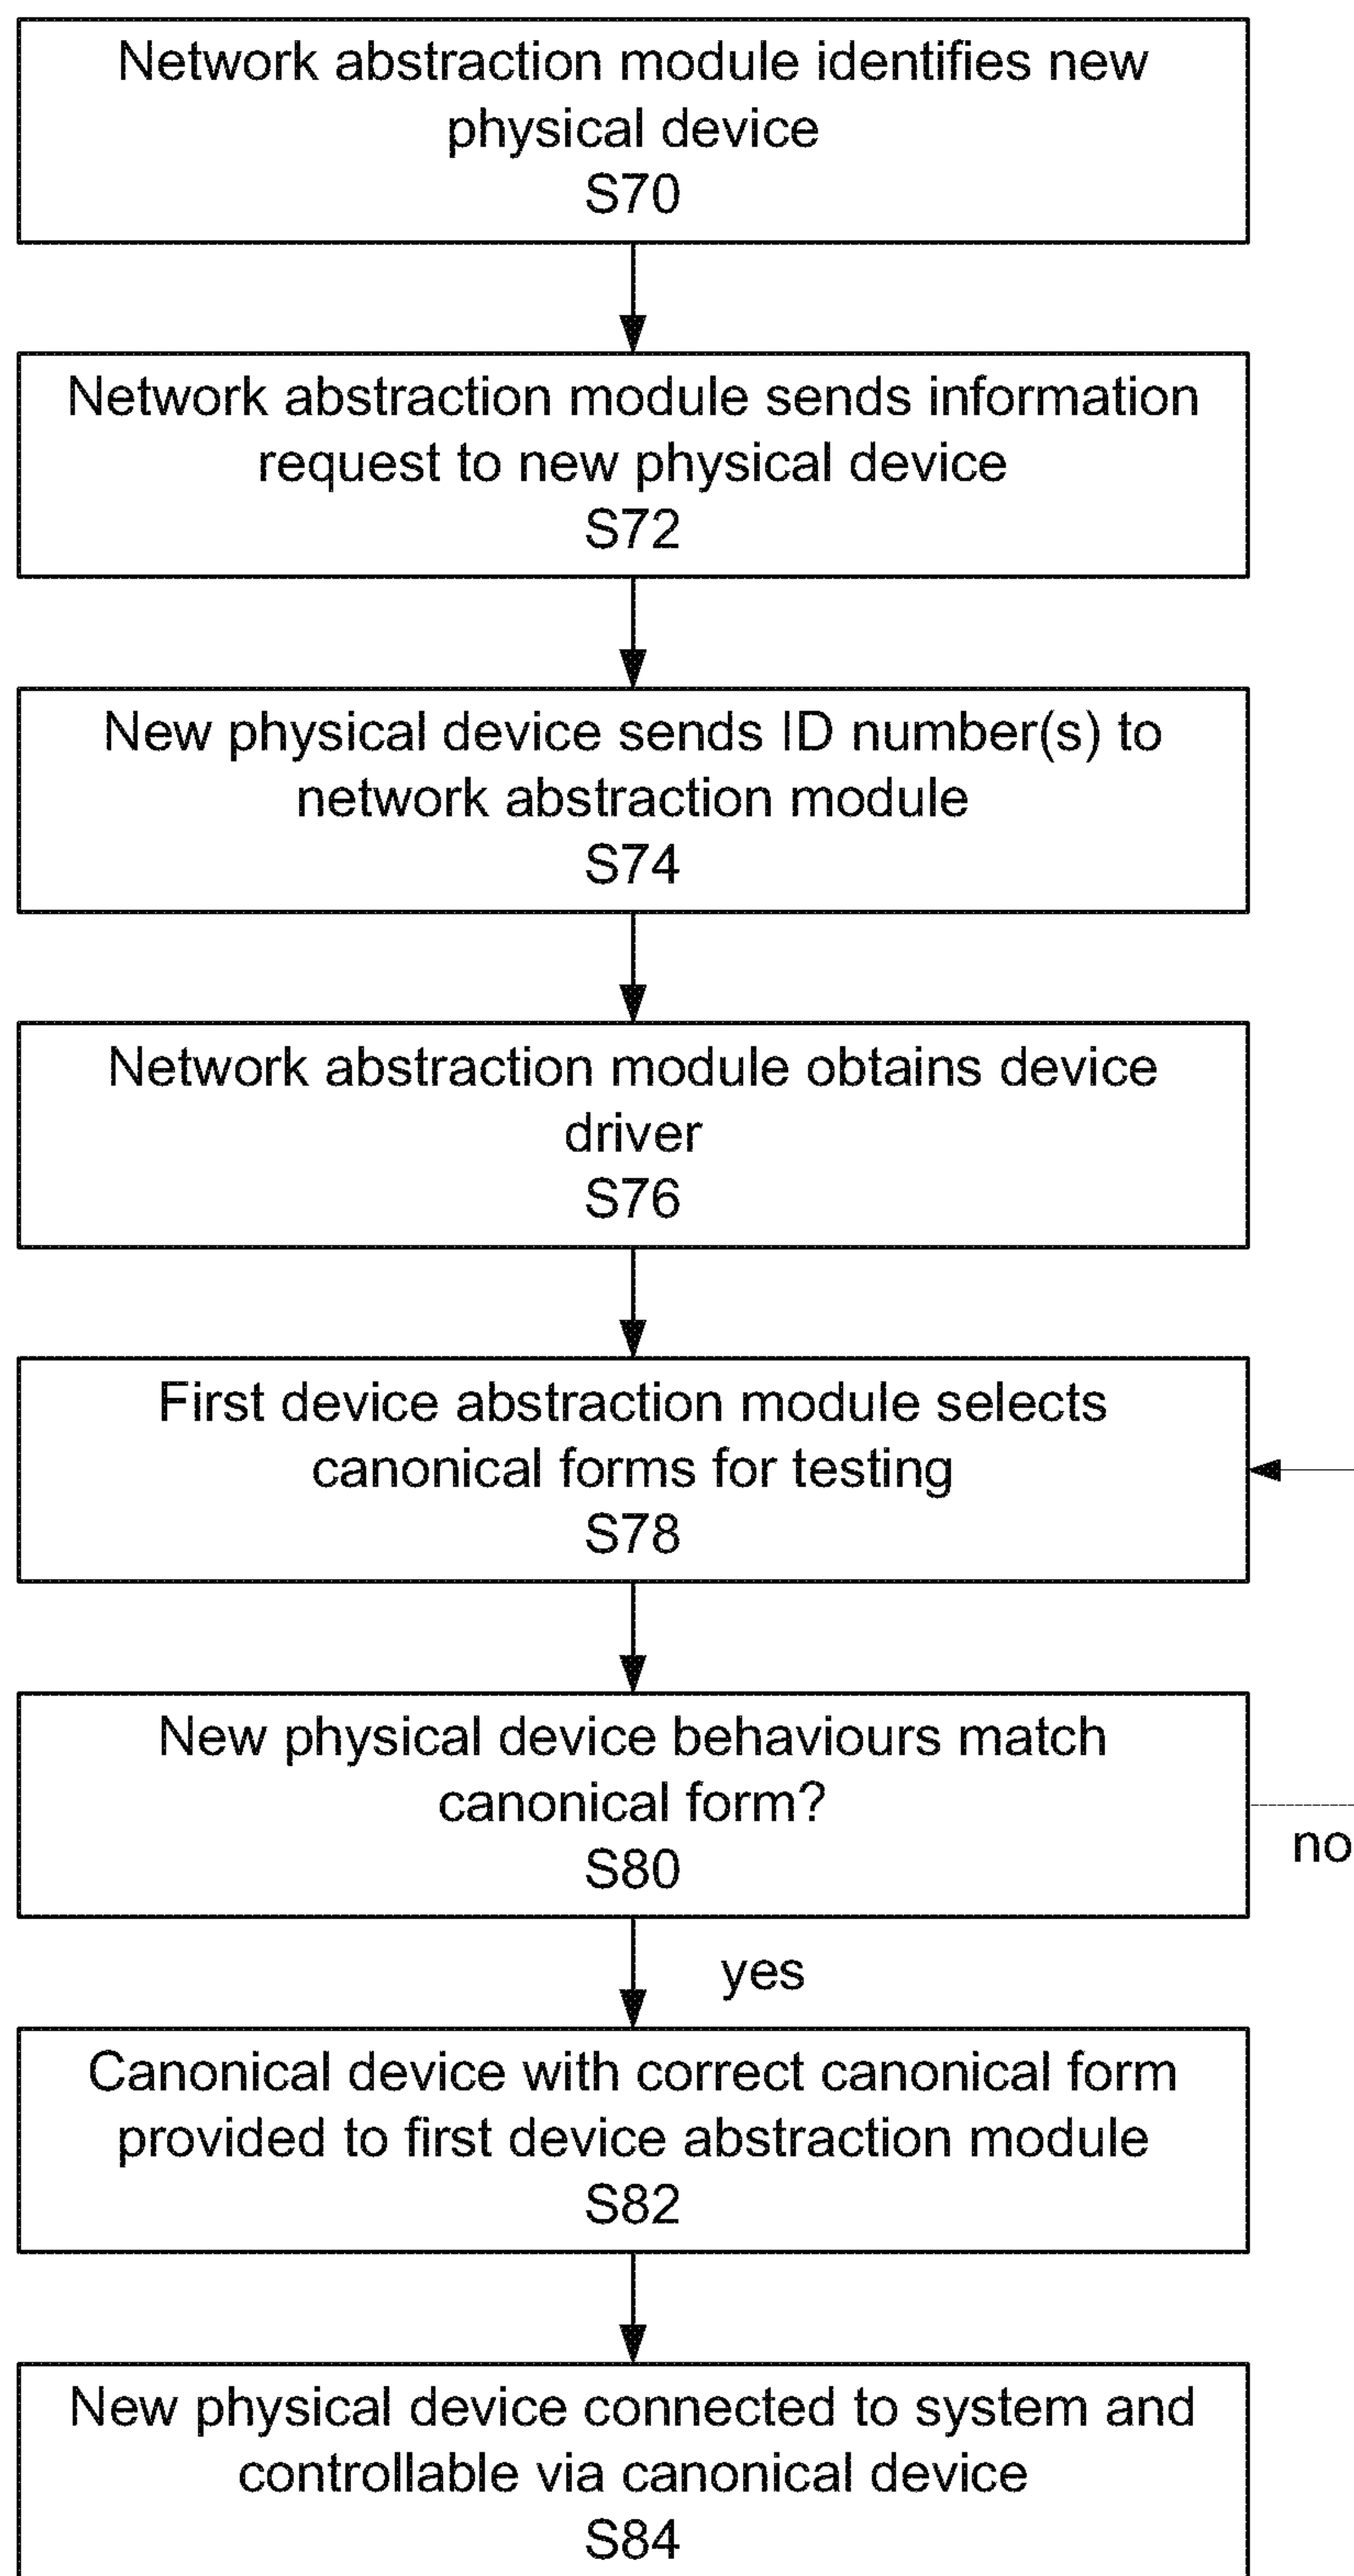 Network abstraction module identifies new
physical device
S70
Network abstraction module sends information
request to new physical device
S72
New physical device sends ID number(s) to
network abstraction module
S74
Network abstraction module obtains device
driver
S76
First device abstraction module selects
canonical forms for testing
S78
New physical device behaviours match
canonical form?
S80
no
yes
Canonical device with correct canonical form
provided to first device abstraction module
S82
New physical device connected to system and
controllable via canonical device
S84